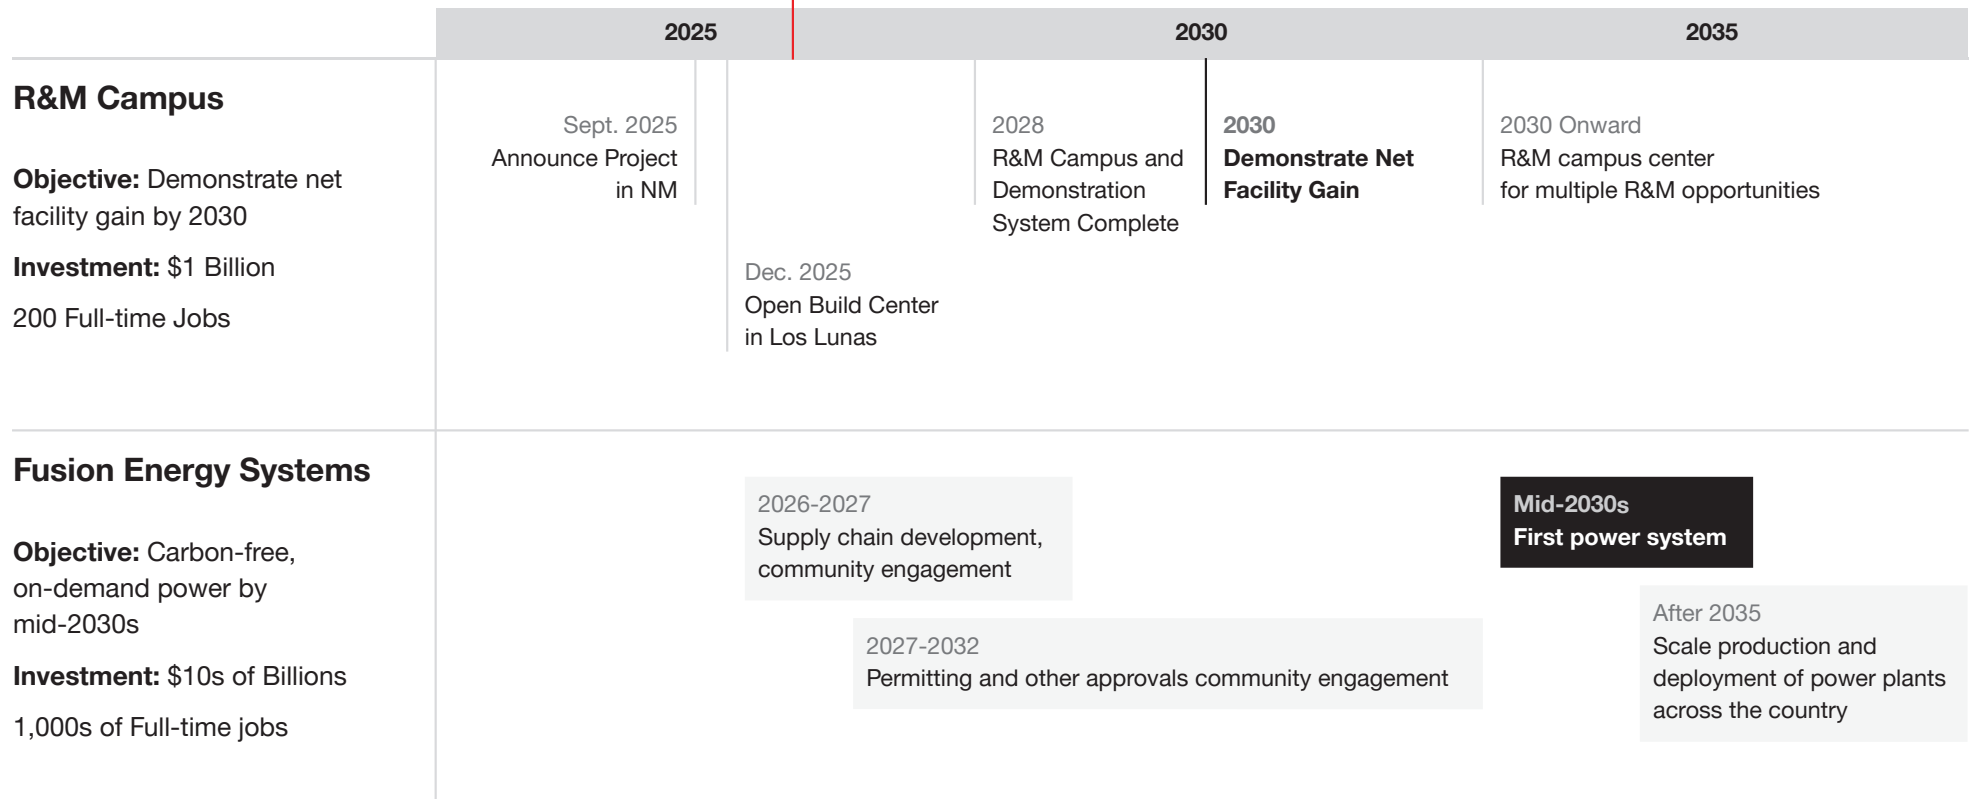 2025
2030
2035
R&M Campus
Objective: Demonstrate net
facility gain by 2030
Investment: $1 Billion
200 Full-time Jobs
Sept. 2025
Announce Project
in NM
Dec. 2025
Open Build Center
in Los Lunas
2028
R&M Campus and
Demonstration
System Complete
2030
Demonstrate Net
Facility Gain
2030 Onward
R&M campus center
for multiple R&M opportunities
Fusion Energy Systems
Objective: Carbon-free,
on-demand power by
mid-2030s
Investment: $10s of Billions
1,000s of Full-time jobs
2026-2027
Supply chain development,
community engagement
2027-2032
Permitting and other approvals community engagement
Mid-2030s
First power system
After 2035
Scale production and
deployment of power plants
across the country